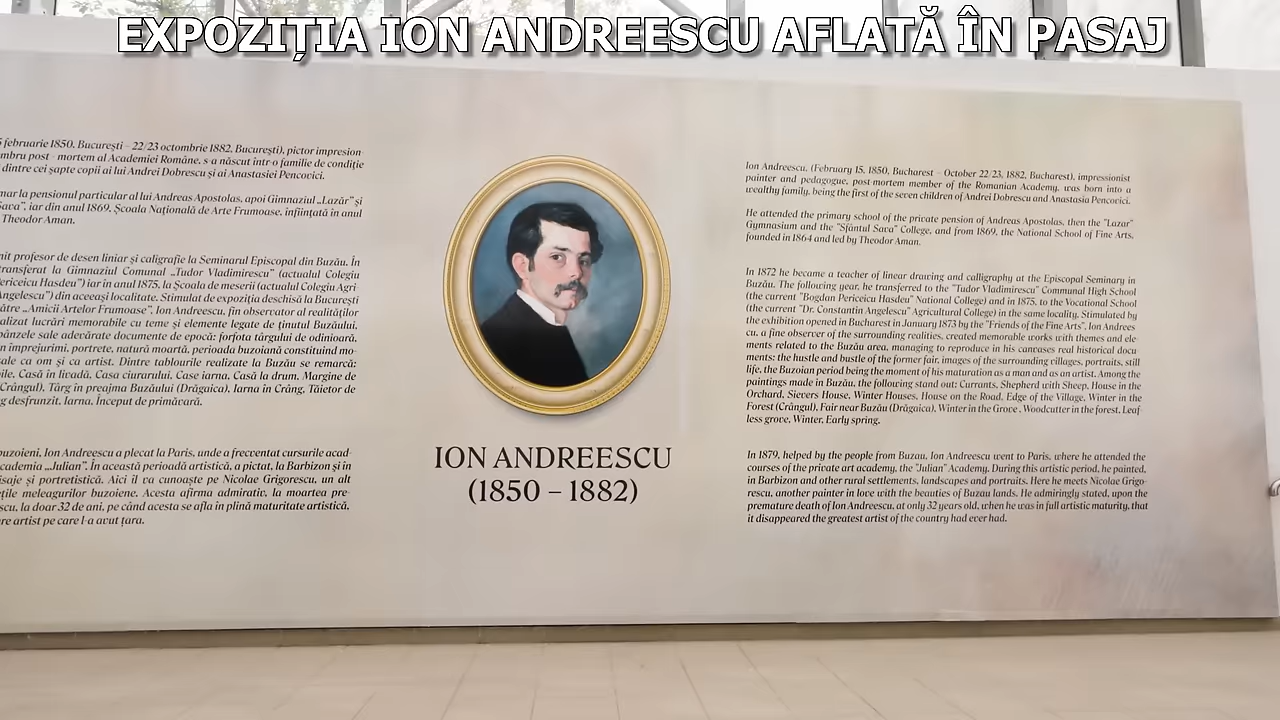 EXPOZIȚIA ION ANDREESCU AFLATĂ ÎN PASAJ
februarie 1850, București – 22/23 octombrie 1882, București), pictor impresion-
mbru post - mortem al Academiei Române, s-a născut într-o familie de condiție
dintre cei șapte copii ai lui Andrei Dobrescu și ai Anastasiei Pencovici.
mar la pensionul particular al lui Andreas Apostolas, apoi Gimnaziul „Lazăr" și
ava", iar din anul 1869, Școala Națională de Arte Frumoase, înființată în anul
Theodor Aman.
nit profesor de desen liniar și caligrafie la Seminarul Episcopal din Buzău. În
transferat la Gimnaziul Comunal „Tudor Vladimirescu" (actualul Colegiu
ericeicu Hasdeu") iar în anul 1875, la Școala de meserii (actualul Colegiu Agri
Angelescu") din aceeași localitate. Stimulat de expoziția deschisă la București
ătre „Amicii Artelor Frumoase", Ion Andreescu, fin observator al realităților
alizat lucrări memorabile cu teme și elemente legate de ținutul Buzăului,
pânzele sale adevărate documente de epocă: forfota târgului de odinioară,
n împrejurimi, portrete, natură moartă, perioada buzoiană constituind mo-
sale ca om și ca artist. Dintre tablourile realizate la Buzău se remarcă:
ile, Casă în livadă, Casa ciurarului, Case iarna, Casă la drum, Margine de
Crângul), Târg în preajma Buzăului (Drăgaica), Iarna în Crâng, Tăietor de
g desfrunzit, Iarna, Început de primăvară.
buzoieni, Ion Andreescu a plecat la Paris, unde a frecventat cursurile acad-
cademia „Julian". În această perioadă artistică, a pictat, la Barbizon și în
isaje și portretistică. Aici îl va cunoaște pe Nicolae Grigorescu, un alt
ețile meleagurilor buzoiene. Acesta afirma admirativ, la moartea pre-
scu, la doar 32 de ani, pe când acesta se afla în plină maturitate artistică,
re artist pe care l-a avut țara.
ION ANDREESCU
(1850 – 1882)
Ion Andreescu, (February 15, 1850, Bucharest – October 22/23, 1882, Bucharest), impressionist
painter and pedagogue, post-mortem member of the Romanian Academy, was born into a
wealthy family, being the first of the seven children of Andrei Dobrescu and Anastasia Pencovici.
He attended the primary school of the private pension of Andreas Apostolas, then the "Lazar"
Gymnasium and the "Sfântul Sava" College, and from 1869, the National School of Fine Arts,
founded in 1864 and led by Theodor Aman.
In 1872 he became a teacher of linear drawing and calligraphy at the Episcopal Seminary in
Buzău. The following year, he transferred to the "Tudor Vladimirescu" Communal High School
(the current "Bogdan Periceicu Hasdeu" National College) and in 1875, to the Vocational School
(the current "Dr. Constantin Angelescu" Agricultural College) in the same locality. Stimulated by
the exhibition opened in Bucharest in January 1873 by the "Friends of the Fine Arts", Ion Andrees
cu, a fine observer of the surrounding realities, created memorable works with themes and ele
ments related to the Buzău area, managing to reproduce in his canvases real historical docu
ments: the hustle and bustle of the former fair, images of the surrounding villages, portraits, still
life, the Buzoian period being the moment of his maturation as a man and as an artist. Among the
paintings made in Buzău, the following stand out: Currants, Shepherd with Sheep, House in the
Orchard, Sievers House, Winter Houses, House on the Road, Edge of the Village, Winter in the
Forest (Crângul), Fair near Buzău (Drăgaica), Winter in the Grove , Woodcutter in the forest, Leaf
less grove, Winter, Early spring.
In 1879, helped by the people from Buzau, Ion Andreescu went to Paris, where he attended the
courses of the private art academy, the "Julian" Academy. During this artistic period, he painted,
in Barbizon and other rural settlements, landscapes and portraits. Here he meets Nicolae Grigo-
rescu, another painter in love with the beauties of Buzau lands. He admiringly stated, upon the
premature death of Ion Andreescu, at only 32 years old, when he was in full artistic maturity, that
it disappeared the greatest artist of the country had ever had.